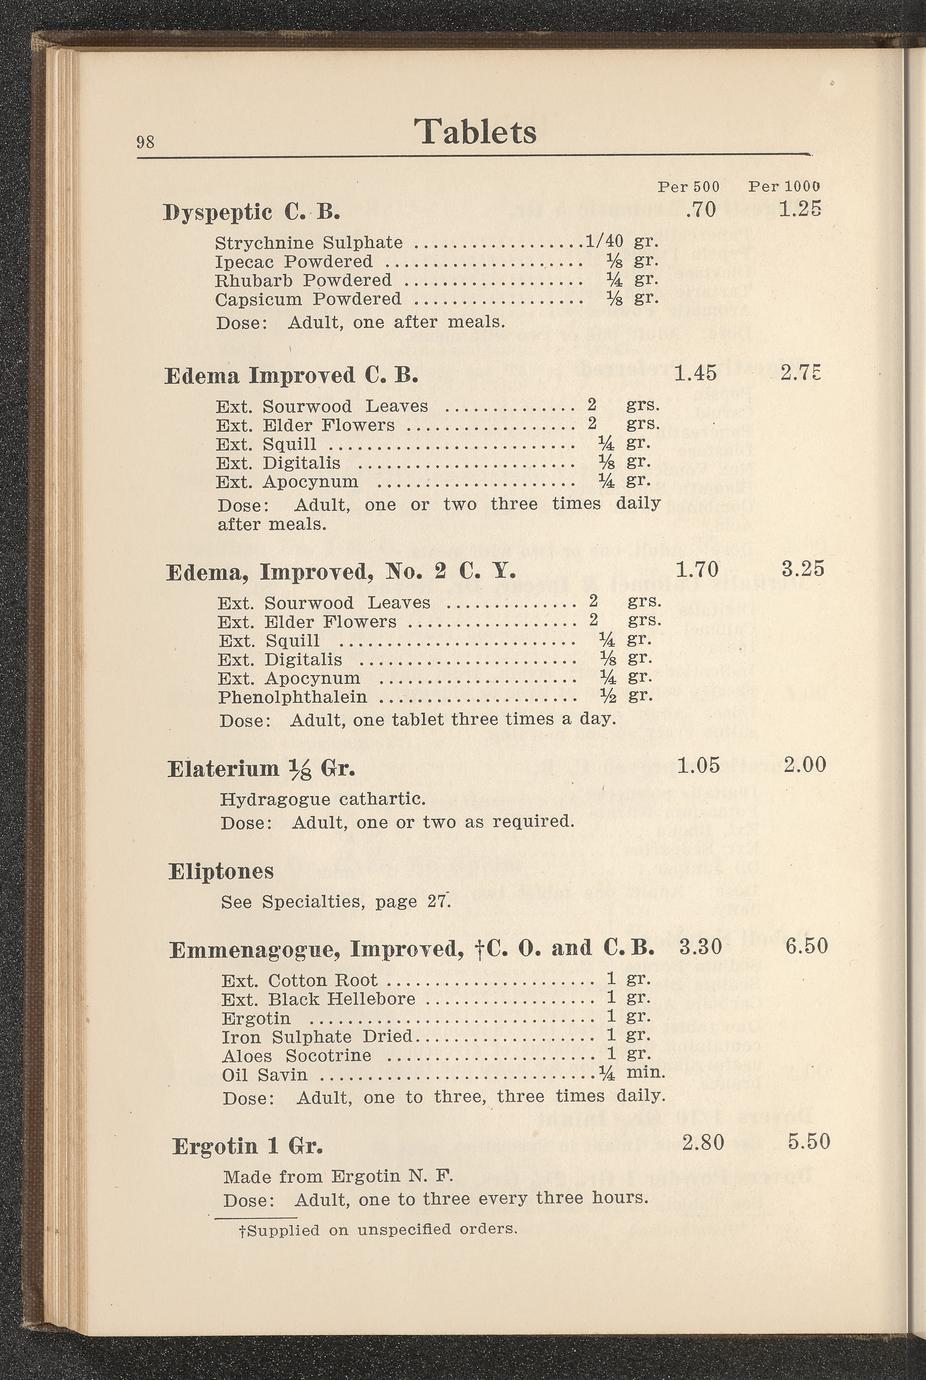 98
Tablets
Per 500 Per 1000
Dyspeptic C. B. .70 1.25
Strychnine Sulphate ..................1/40 gr.
Ipecac Powdered ..................... ⅛ gr.
Rhubarb Powdered ................... ¼ gr.
Capsicum Powdered .................. ⅛ gr.
Dose: Adult, one after meals.
Edema Improved C. B. 1.45 2.75
Ext. Sourwood Leaves .............. 2 grs.
Ext. Elder Flowers .................. 2 grs.
Ext. Squill .......................... ¼ gr.
Ext. Digitalis ....................... ⅛ gr.
Ext. Apocynum ..................... ¼ gr.
Dose: Adult, one or two three times daily
after meals.
Edema, Improved, No. 2 C. Y. 1.70 3.25
Ext. Sourwood Leaves .............. 2 grs.
Ext. Elder Flowers .................. 2 grs.
Ext. Squill ......................... ¼ gr.
Ext. Digitalis ....................... ⅛ gr.
Ext. Apocynum ..................... ¼ gr.
Phenolphthalein ..................... ½ gr.
Dose: Adult, one tablet three times a day.
Elaterium ⅛ Gr. 1.05 2.00
Hydragogue cathartic.
Dose: Adult, one or two as required.
Eliptones
See Specialties, page 27.
Emmenagogue, Improved, †C. O. and C. B. 3.30 6.50
Ext. Cotton Root ...................... 1 gr.
Ext. Black Hellebore .................. 1 gr.
Ergotin .............................. 1 gr.
Iron Sulphate Dried................... 1 gr.
Aloes Socotrine ...................... 1 gr.
Oil Savin .............................¼ min.
Dose: Adult, one to three, three times daily.
Ergotin 1 Gr. 2.80 5.50
Made from Ergotin N. F.
Dose: Adult, one to three every three hours.
†Supplied on unspecified orders.